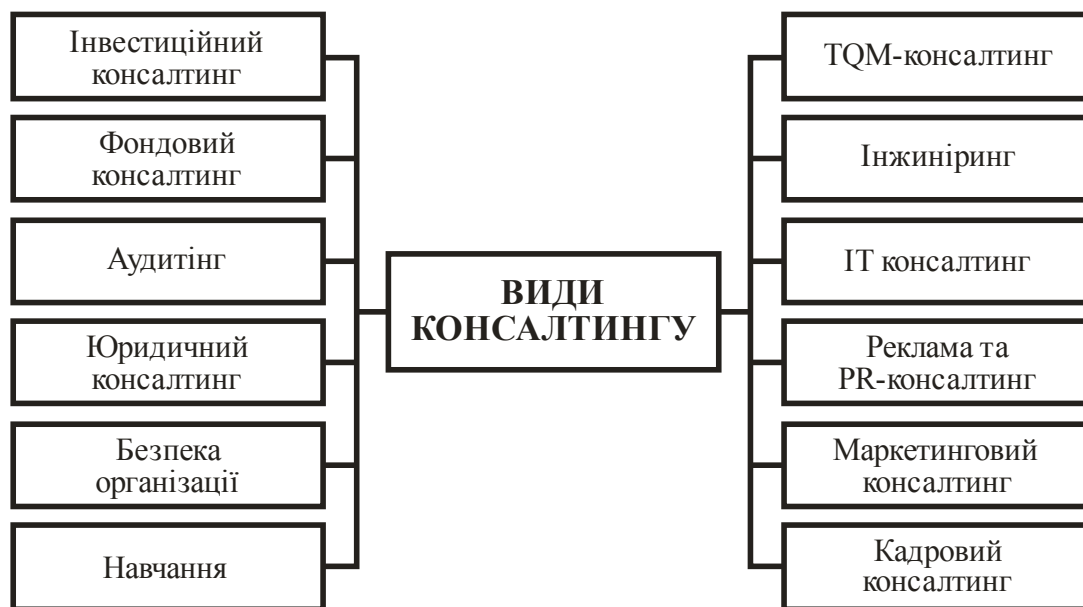 Інвестиційний
консалтинг
Фондовий
консалтинг
Аудитінг
Юридичний
консалтинг
Безпека
організації
Навчання
ВИДИ
КОНСАЛТИНГУ
TQM-консалтинг
Інжиніринг
ІТ консалтинг
Реклама та
PR-консалтинг
Маркетинговий
консалтинг
Кадровий
консалтинг